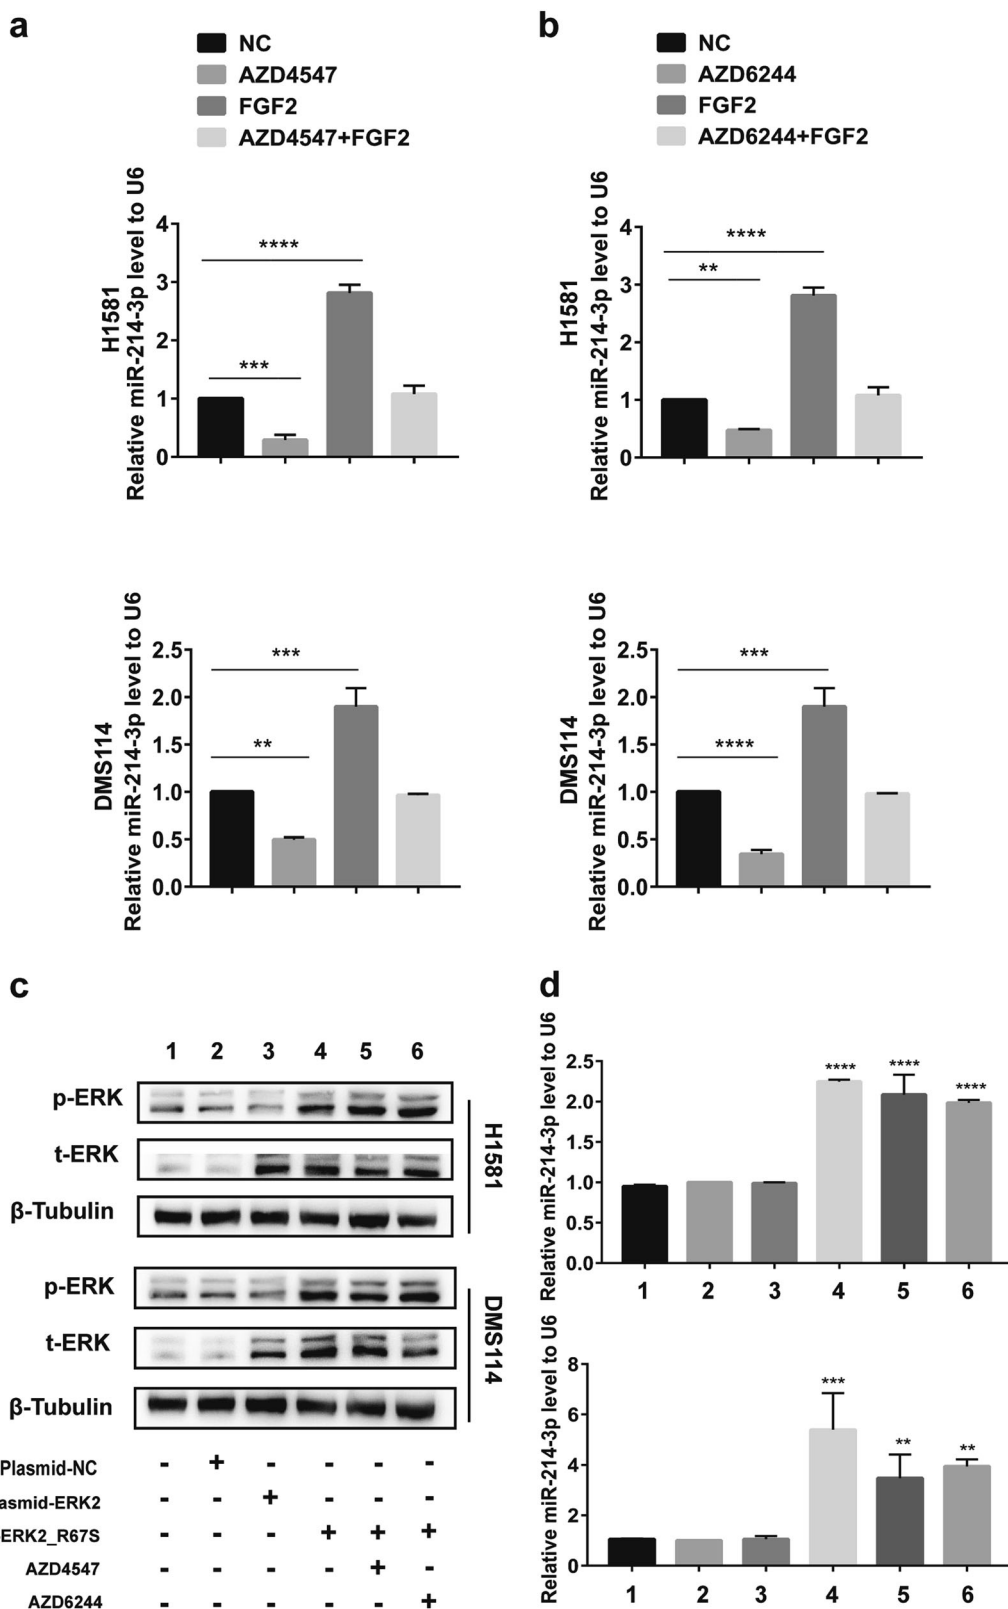 a
NC
AZD4547
FGF2
AZD4547+FGF2
H1581
Relative miR-214-3p level to U6
4
3
2
1
0
****
***
DMS114
Relative miR-214-3p level to U6
2.5
2.0
1.5
1.0
0.5
0.0
***
**
b
NC
AZD6244
FGF2
AZD6244+FGF2
H1581
Relative miR-214-3p level to U6
4
3
2
1
0
****
**
DMS114
Relative miR-214-3p level to U6
2.5
2.0
1.5
1.0
0.5
0.0
***
****
c
1 2 3 4 5 6
p-ERK
t-ERK
β-Tubulin
H1581
p-ERK
t-ERK
β-Tubulin
DMS114
Plasmid-NC - + - - - -
asmid-ERK2 - - + - - -
-ERK2_R67S - - - + + +
AZD4547 - - - - + -
AZD6244 - - - - - +
d
Relative miR-214-3p level to U6
2.5
2.0
1.5
1.0
0.5
0.0
**** **** ****
1 2 3 4 5 6
Relative miR-214-3p level to U6
8
6
4
2
0
*** ** **
1 2 3 4 5 6